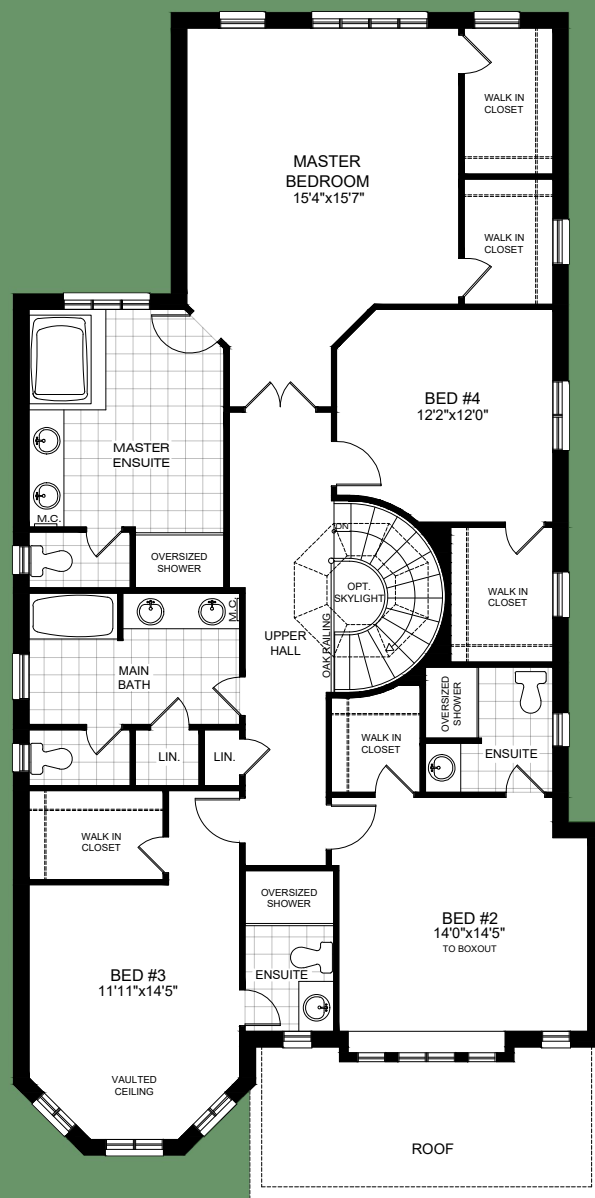 WALK IN
CLOSET
MASTER
BEDROOM
15'4"x15'7"
WALK IN
CLOSET
BED #4
12'2"x12'0"
MASTER
ENSUITE
M.C.
DN
OVERSIZED
SHOWER
OPT.
SKYLIGHT
WALK IN
CLOSET
M.C.
UPPER
HALL
OAK RAILING
MAIN
BATH
OVERSIZED
SHOWER
WALK IN
CLOSET
ENSUITE
LIN.
LIN.
WALK IN
CLOSET
OVERSIZED
SHOWER
BED #2
14'0"x14'5"
TO BOXOUT
BED #3
11'11"x14'5"
ENSUITE
VAULTED
CEILING
ROOF